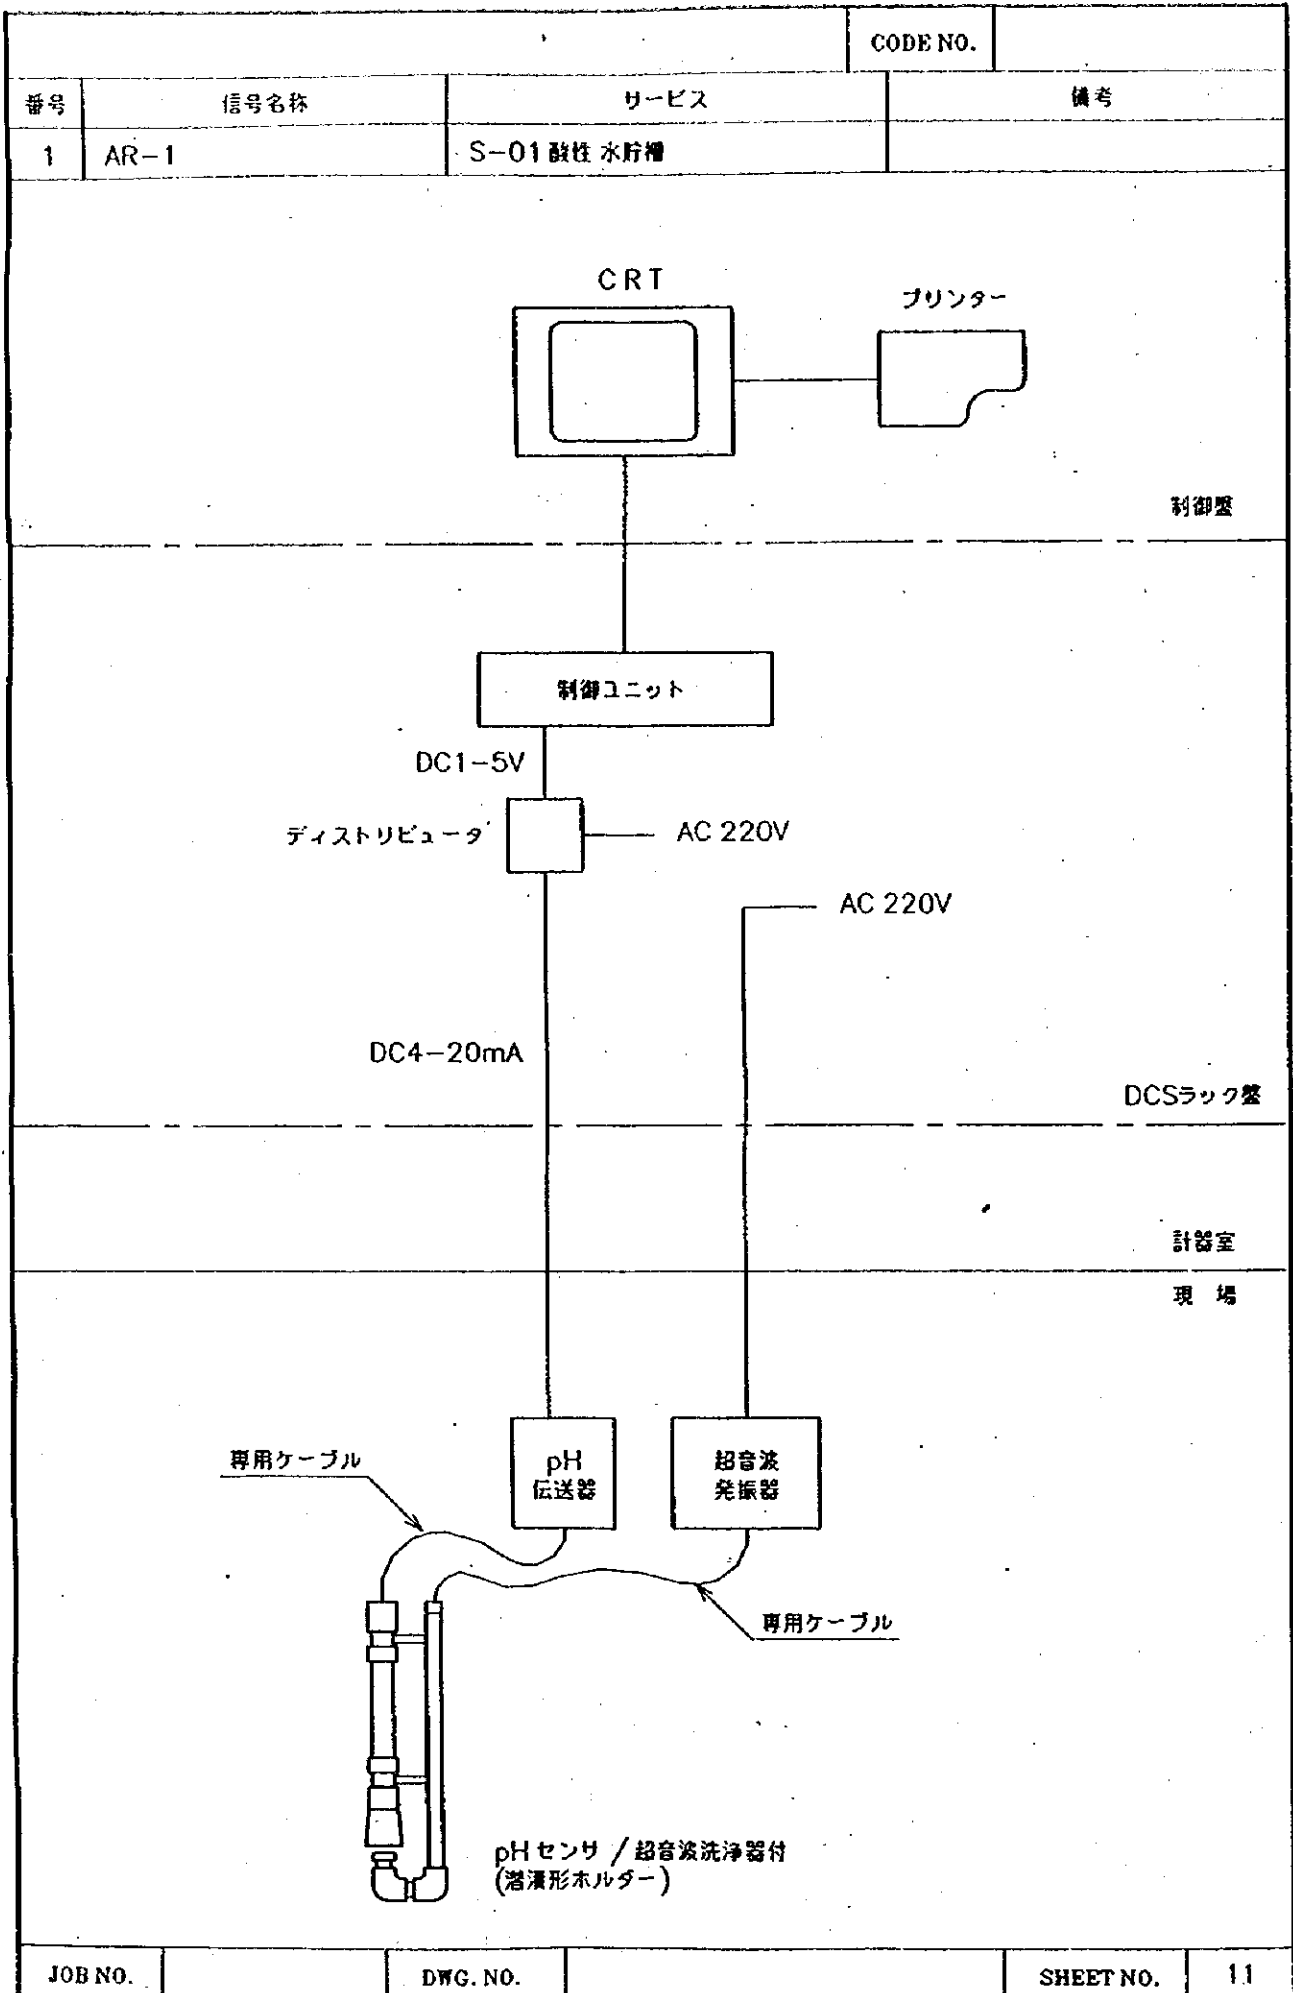 CODE NO.
番号 信号名称 サービス 備考
1 AR-1 S-01 酸性 水貯槽
CRT
プリンター
制御盤
制御ユニット
DC1-5V
ディストリビュータ
AC 220V
AC 220V
DC4-20mA
DCSラック盤
計器室
現 場
専用ケーブル
pH
伝送器
超音波
発振器
専用ケーブル
pH センサ / 超音波洗浄器付
(潜漬形ホルダー)
JOB NO. DWG. NO. SHEET NO. 11